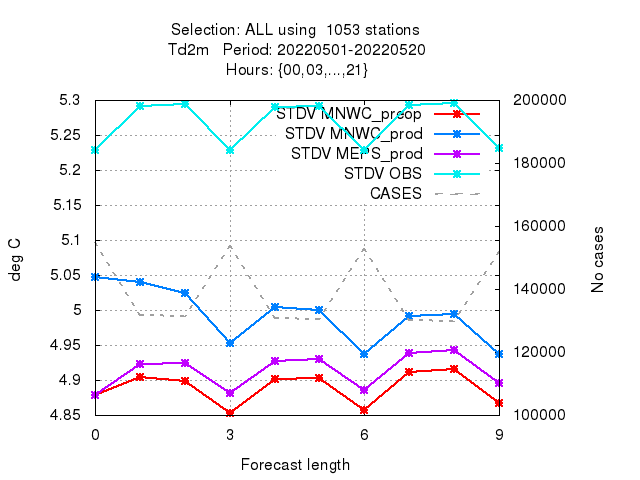 Selection: ALL using  1053 stations
Td2m   Period: 20220501-20220520
Hours: {00,03,...,21}
5.3
5.25
5.2
5.15
5.1
5.05
5
4.95
4.9
4.85
deg C
STDV MNWC_preop
STDV MNWC_prod
STDV MEPS_prod
STDV OBS
CASES
200000
180000
160000
140000
120000
100000
No cases
0
3
6
9
Forecast length